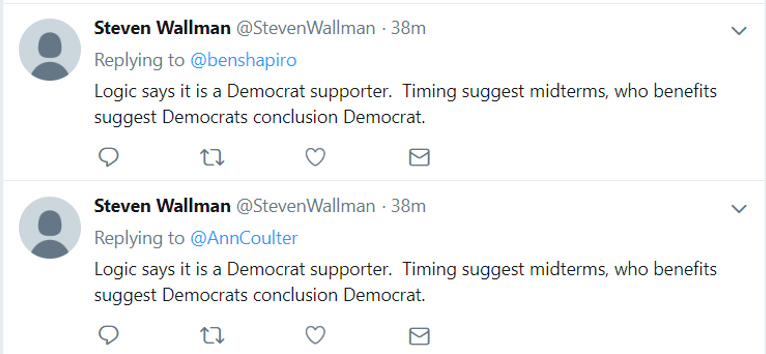 Steven Wallman @StevenWallman · 38m
Replying to @benshapiro
Logic says it is a Democrat supporter.  Timing suggest midterms, who benefits
suggest Democrats conclusion Democrat.
Steven Wallman @StevenWallman · 38m
Replying to @AnnCoulter
Logic says it is a Democrat supporter.  Timing suggest midterms, who benefits
suggest Democrats conclusion Democrat.